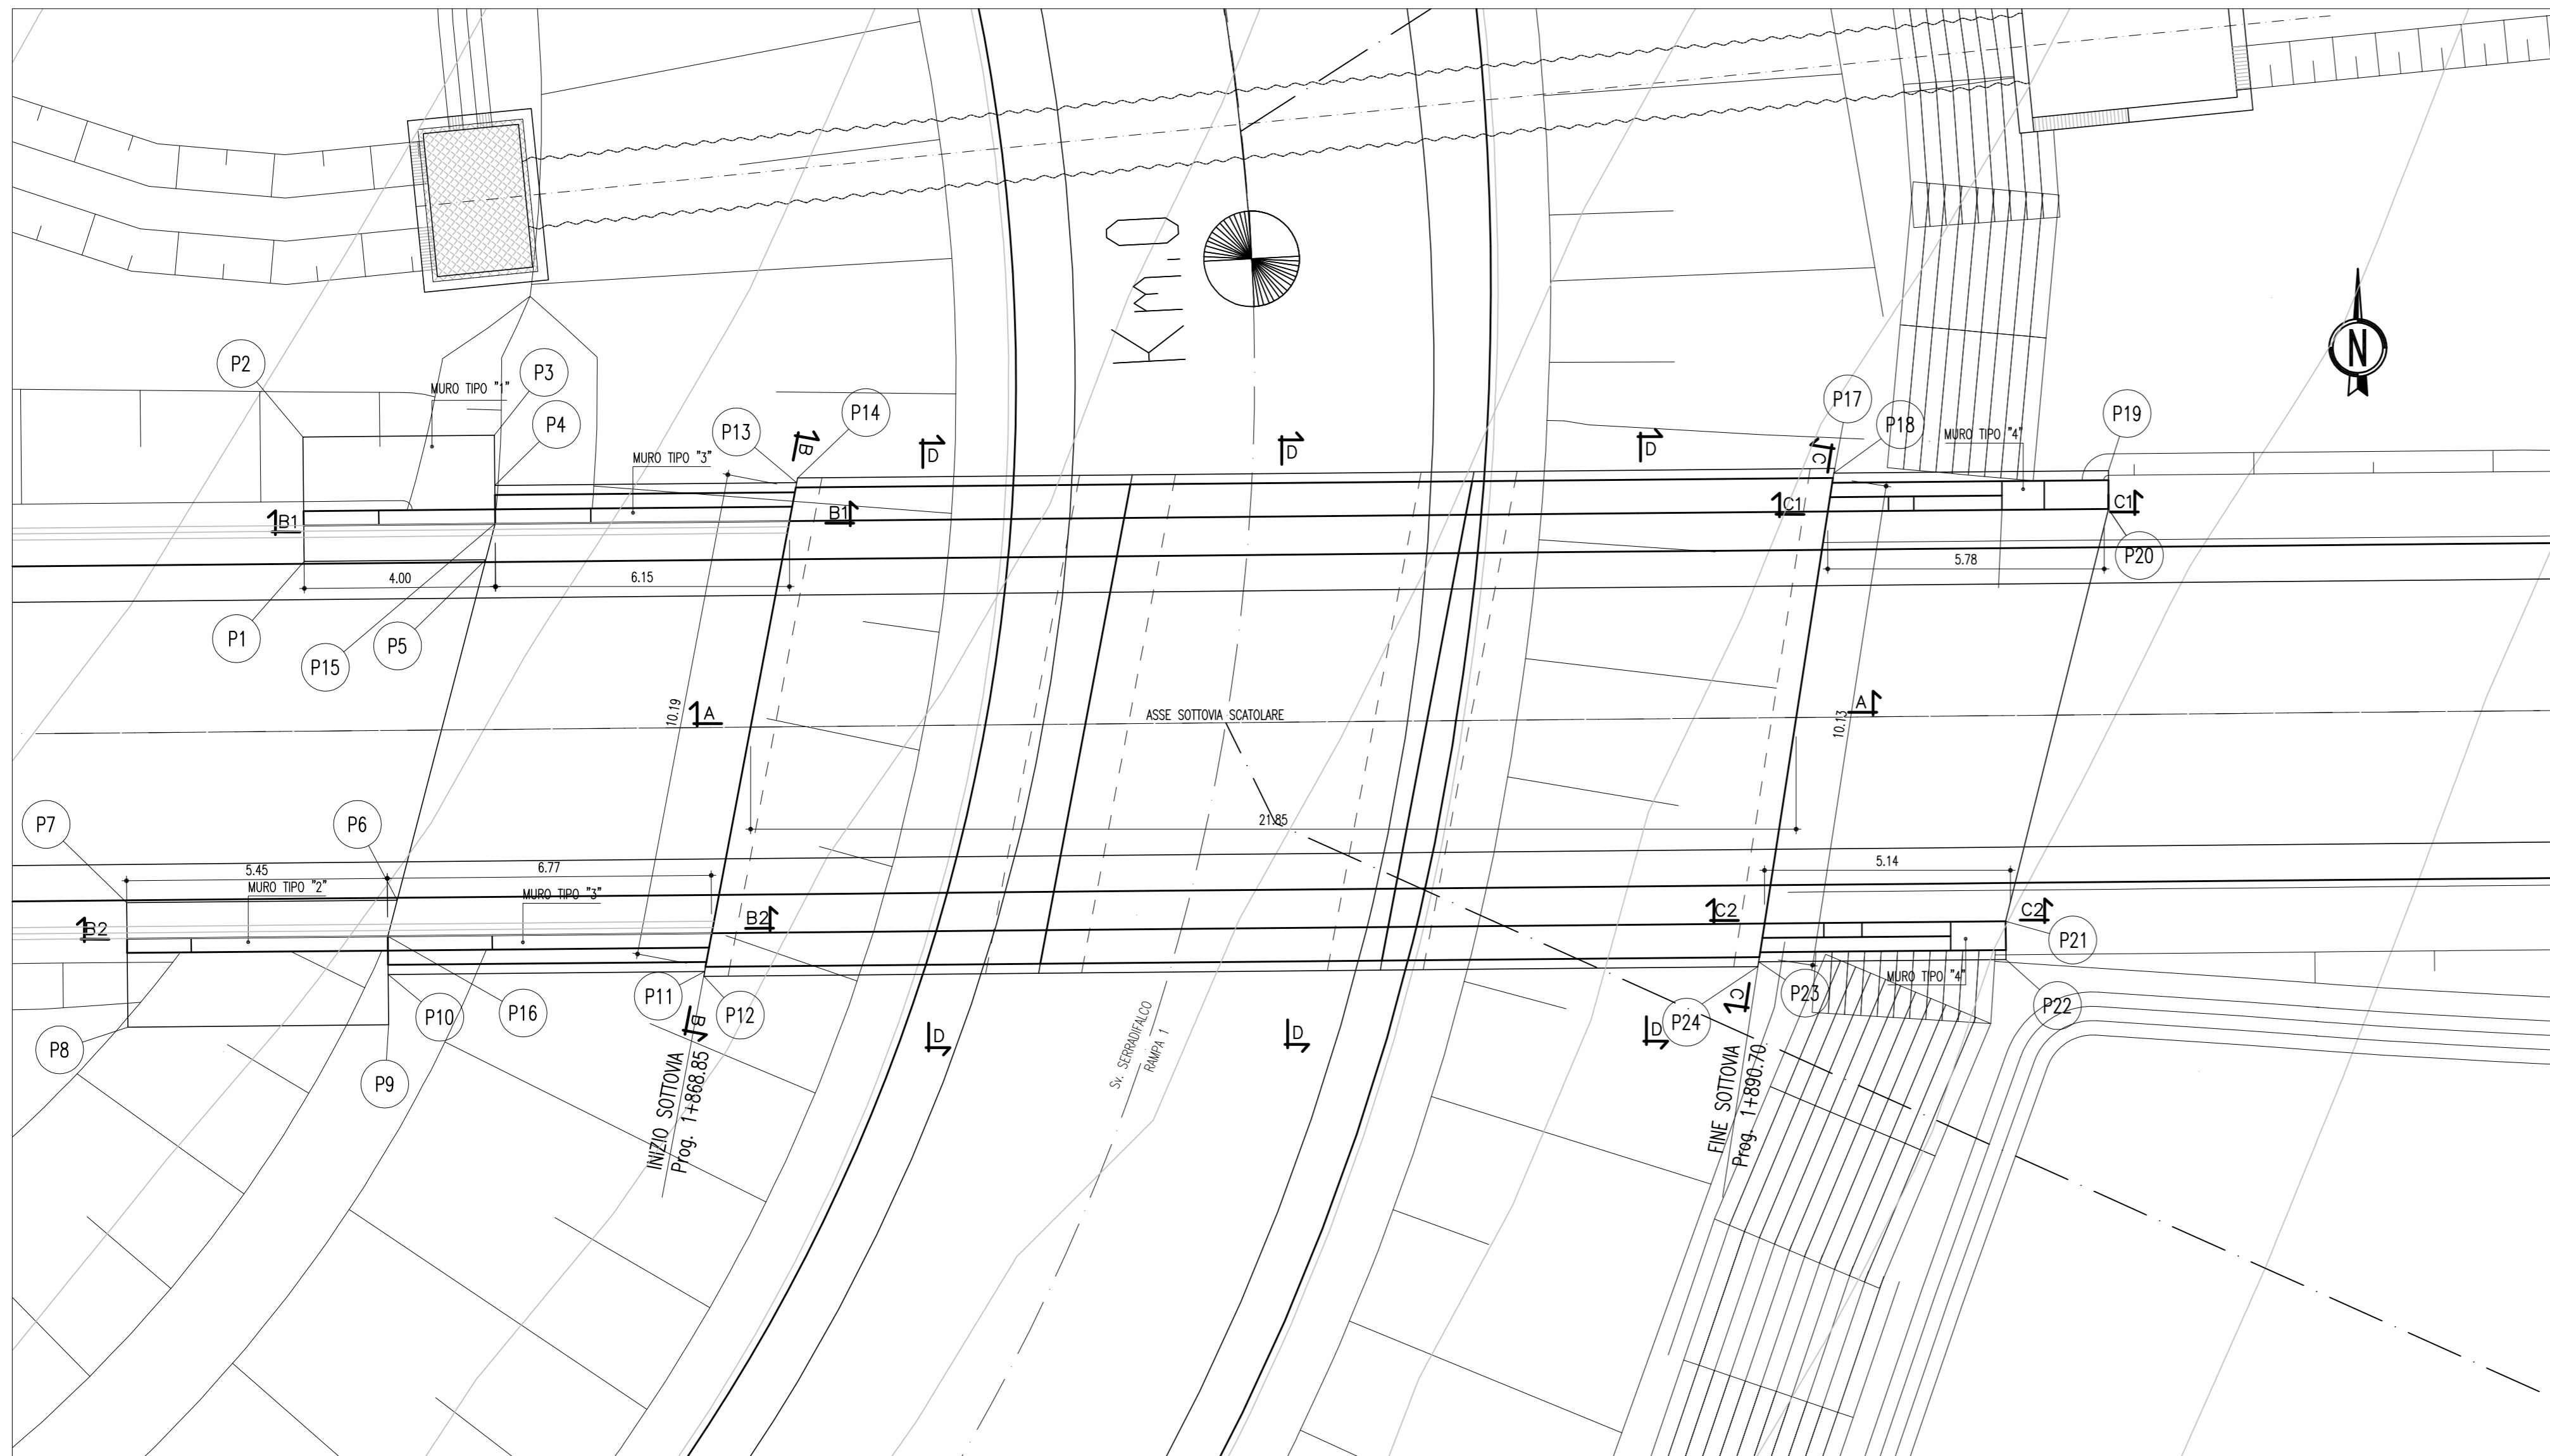 N
Km 0
P2
P3
P4
MURO TIPO "1"
P13
P14
MURO TIPO "3"
B
D
D
D
P17
P18
C
MURO TIPO "4"
P19
B1
B1
C1
C1
P20
4.00
6.15
5.78
P1
P15
P5
10.19
A
ASSE SOTTOVIA SCATOLARE
A
10.13
P7
P6
21.85
5.45
6.77
5.14
MURO TIPO "2"
MURO TIPO "3"
B2
B2
C2
C2
P21
MURO TIPO "4"
P8
P9
P10
P16
P11
P12
P24
P23
P22
B
D
D
D
C
INIZIO SOTTOVIA
Prog. 1+868.85
Sv. SERRADIFALCO
RAMPA 1
FINE SOTTOVIA
Prog. 1+890.70